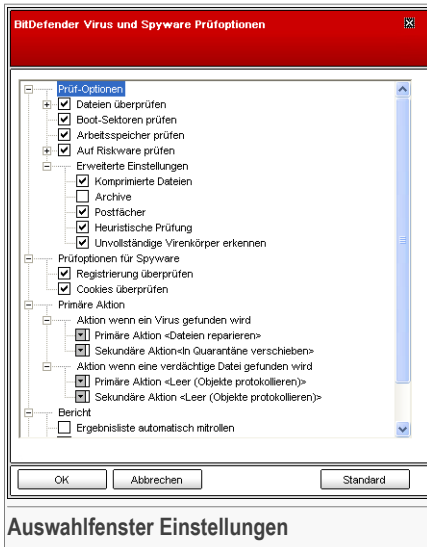 BitDefender Virus und Spyware Prüfoptionen
Prüf-Optionen
Dateien überprüfen
Boot-Sektoren prüfen
Arbeitsspeicher prüfen
Auf Riskware prüfen
Erweiterte Einstellungen
Komprimierte Dateien
Archive
Postfächer
Heuristische Prüfung
Unvollständige Virenkörper erkennen
Prüfoptionen für Spyware
Registrierung überprüfen
Cookies überprüfen
Primäre Aktion
Aktion wenn ein Virus gefunden wird
Primäre Aktion <Dateien reparieren>
Sekundäre Aktion<In Quarantäne verschieben>
Aktion wenn eine verdächtige Datei gefunden wird
Primäre Aktion <Leer (Objekte protokollieren)>
Sekundäre Aktion <Leer (Objekte protokollieren)>
Bericht
Ergebnisliste automatisch mitrollen
OK Abbrechen Standard
Auswahlfenster Einstellungen